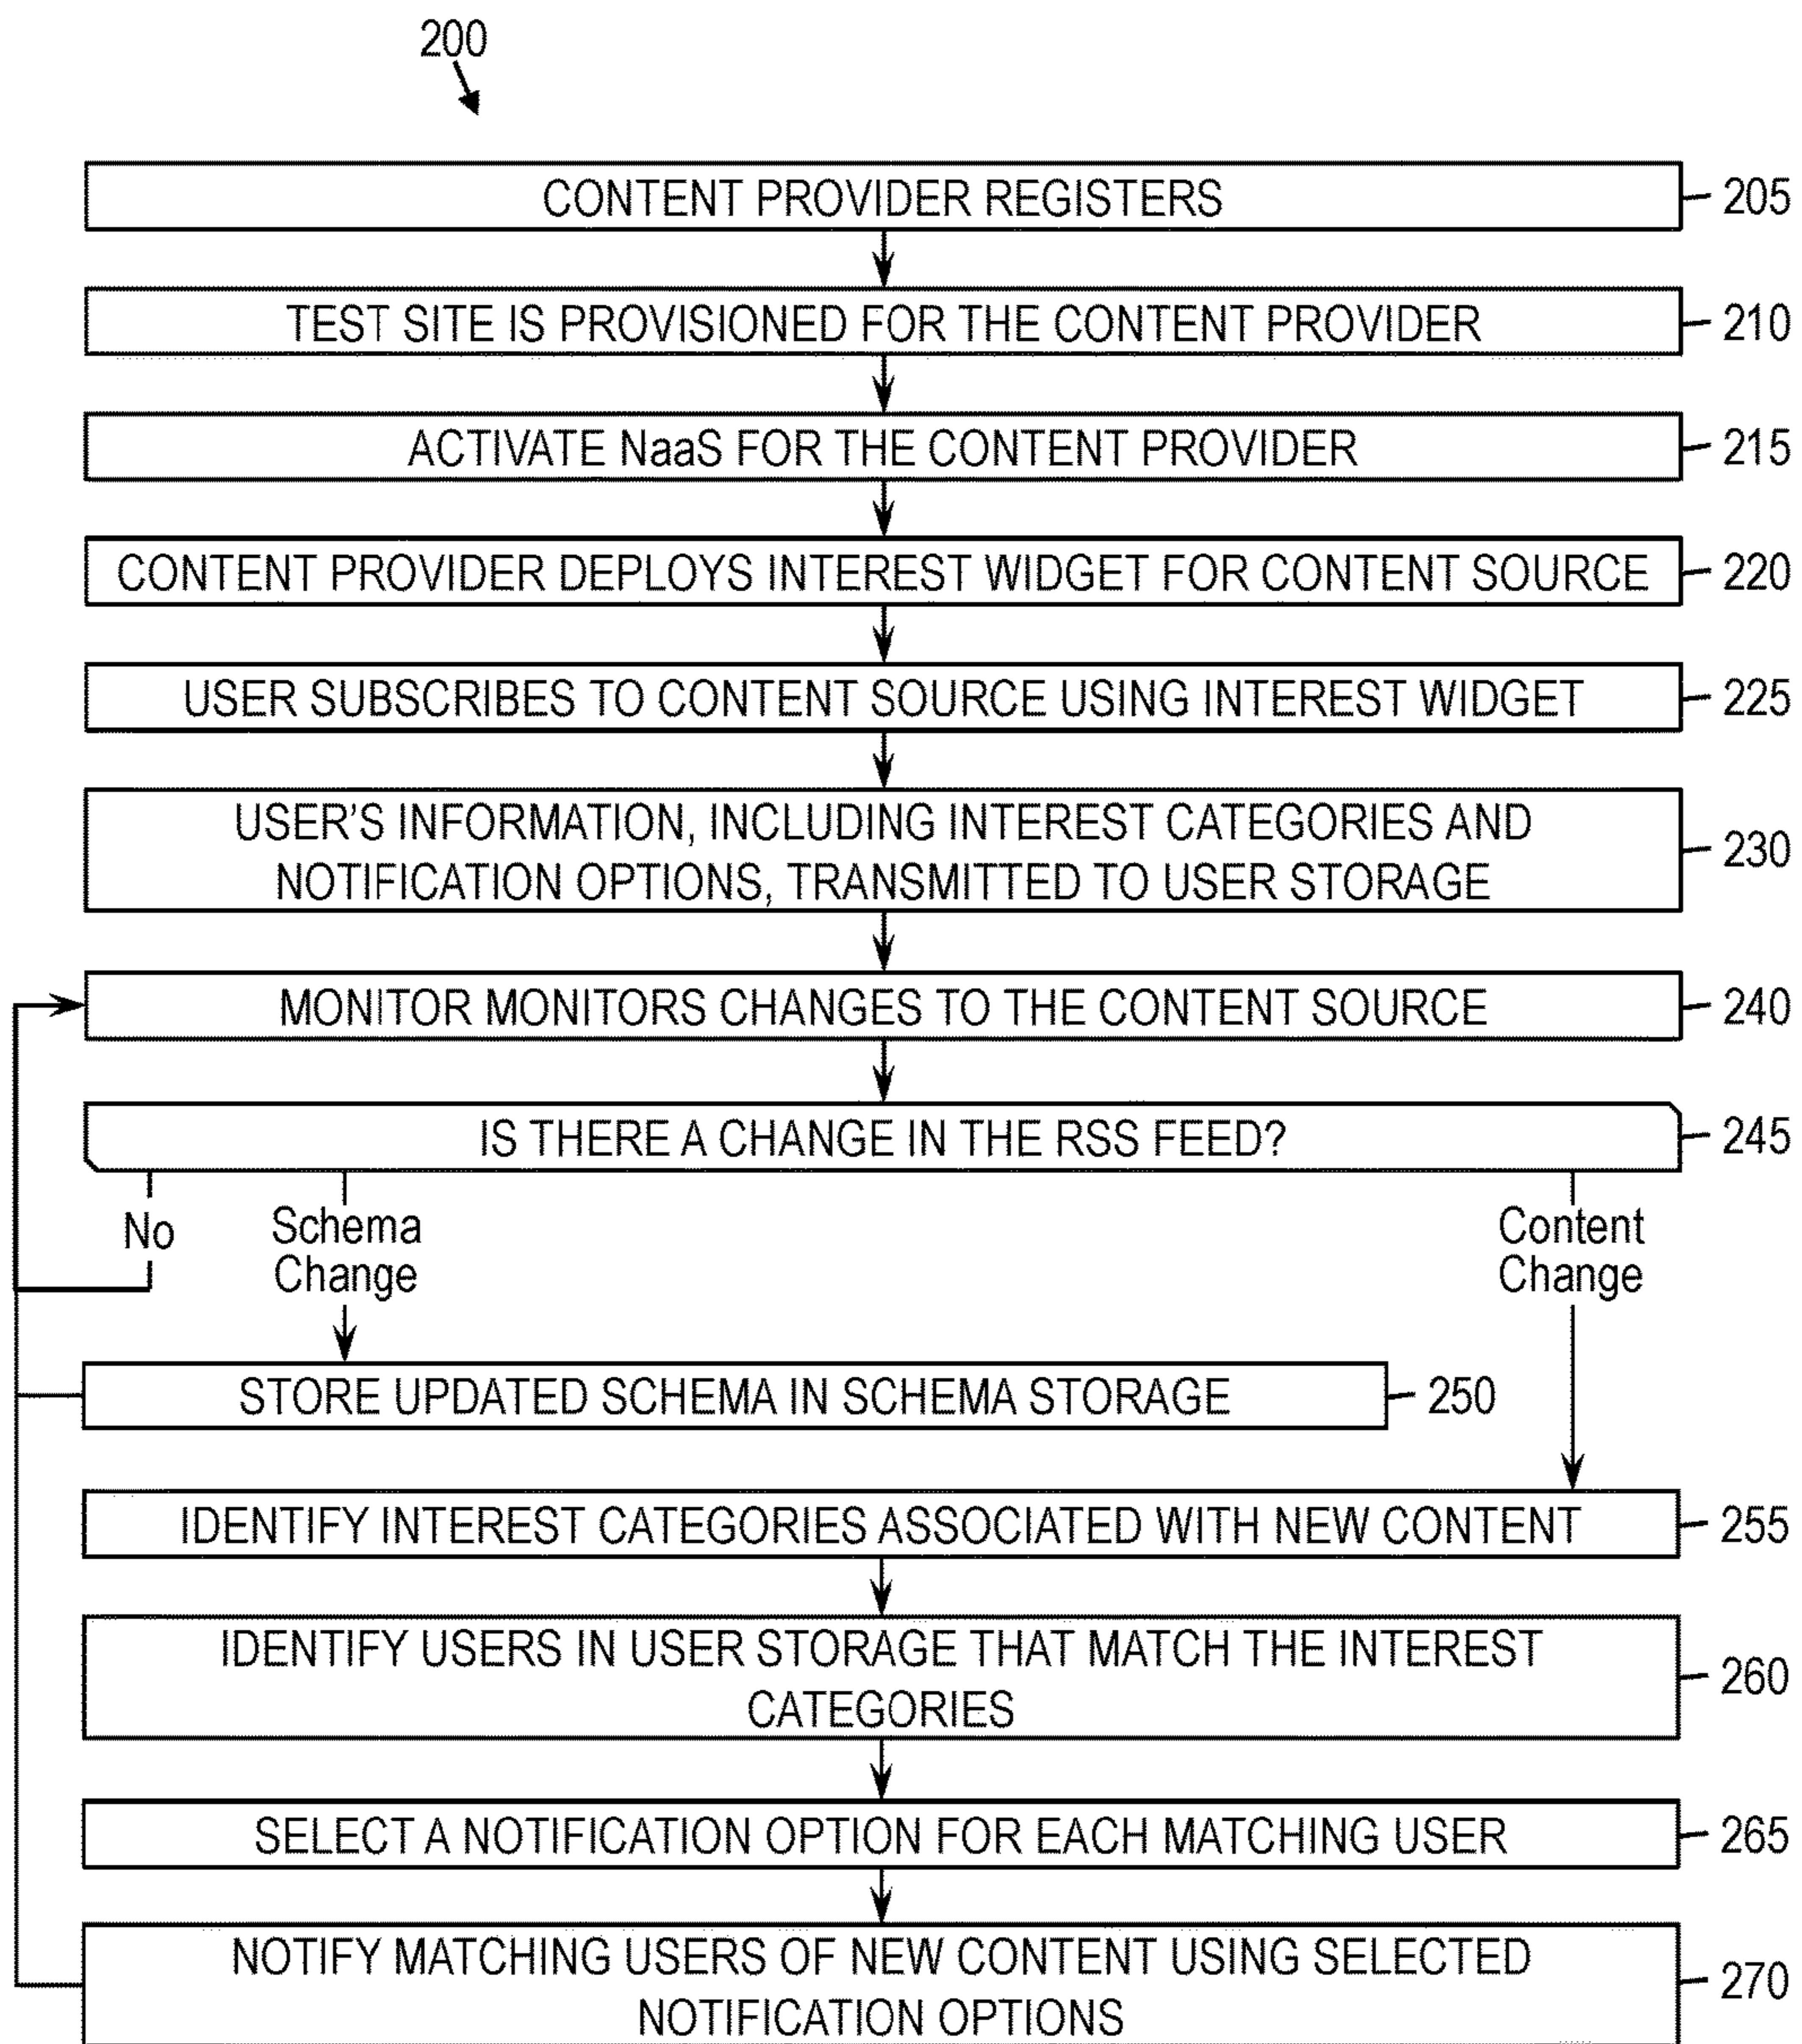 200
CONTENT PROVIDER REGISTERS
205
TEST SITE IS PROVISIONED FOR THE CONTENT PROVIDER
210
ACTIVATE NaaS FOR THE CONTENT PROVIDER
215
CONTENT PROVIDER DEPLOYS INTEREST WIDGET FOR CONTENT SOURCE
220
USER SUBSCRIBES TO CONTENT SOURCE USING INTEREST WIDGET
225
USER'S INFORMATION, INCLUDING INTEREST CATEGORIES AND
NOTIFICATION OPTIONS, TRANSMITTED TO USER STORAGE
230
MONITOR MONITORS CHANGES TO THE CONTENT SOURCE
240
IS THERE A CHANGE IN THE RSS FEED?
245
No
Schema
Change
Content
Change
STORE UPDATED SCHEMA IN SCHEMA STORAGE
250
IDENTIFY INTEREST CATEGORIES ASSOCIATED WITH NEW CONTENT
255
IDENTIFY USERS IN USER STORAGE THAT MATCH THE INTEREST
CATEGORIES
260
SELECT A NOTIFICATION OPTION FOR EACH MATCHING USER
265
NOTIFY MATCHING USERS OF NEW CONTENT USING SELECTED
NOTIFICATION OPTIONS
270